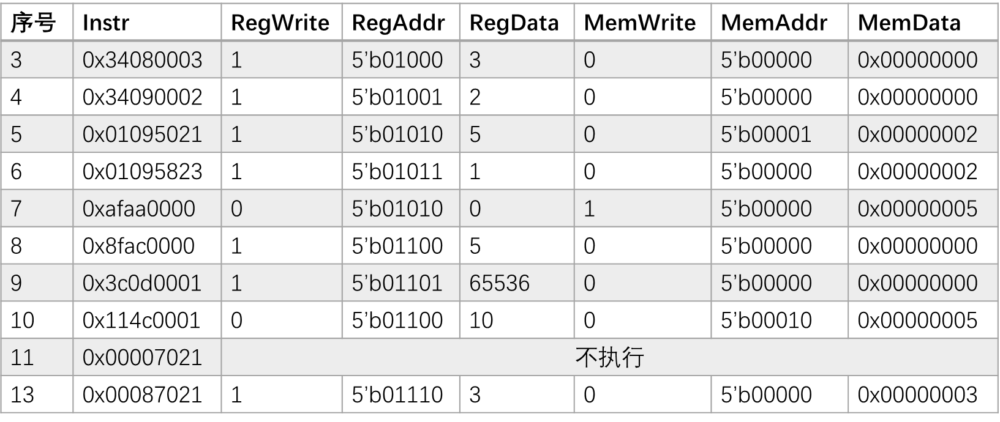 序号 Instr RegWrite RegAddr RegData MemWrite MemAddr MemData
3 0x34080003 1 5’b01000 3 0 5’b00000 0x00000000
4 0x34090002 1 5’b01001 2 0 5’b00000 0x00000000
5 0x01095021 1 5’b01010 5 0 5’b00001 0x00000002
6 0x01095823 1 5’b01011 1 0 5’b00000 0x00000002
7 0xafaa0000 0 5’b01010 0 1 5’b00000 0x00000005
8 0x8fac0000 1 5’b01100 5 0 5’b00000 0x00000000
9 0x3c0d0001 1 5’b01101 65536 0 5’b00000 0x00000000
10 0x114c0001 0 5’b01100 10 0 5’b00010 0x00000005
11 0x00007021 不执行
13 0x00087021 1 5’b01110 3 0 5’b00000 0x00000003